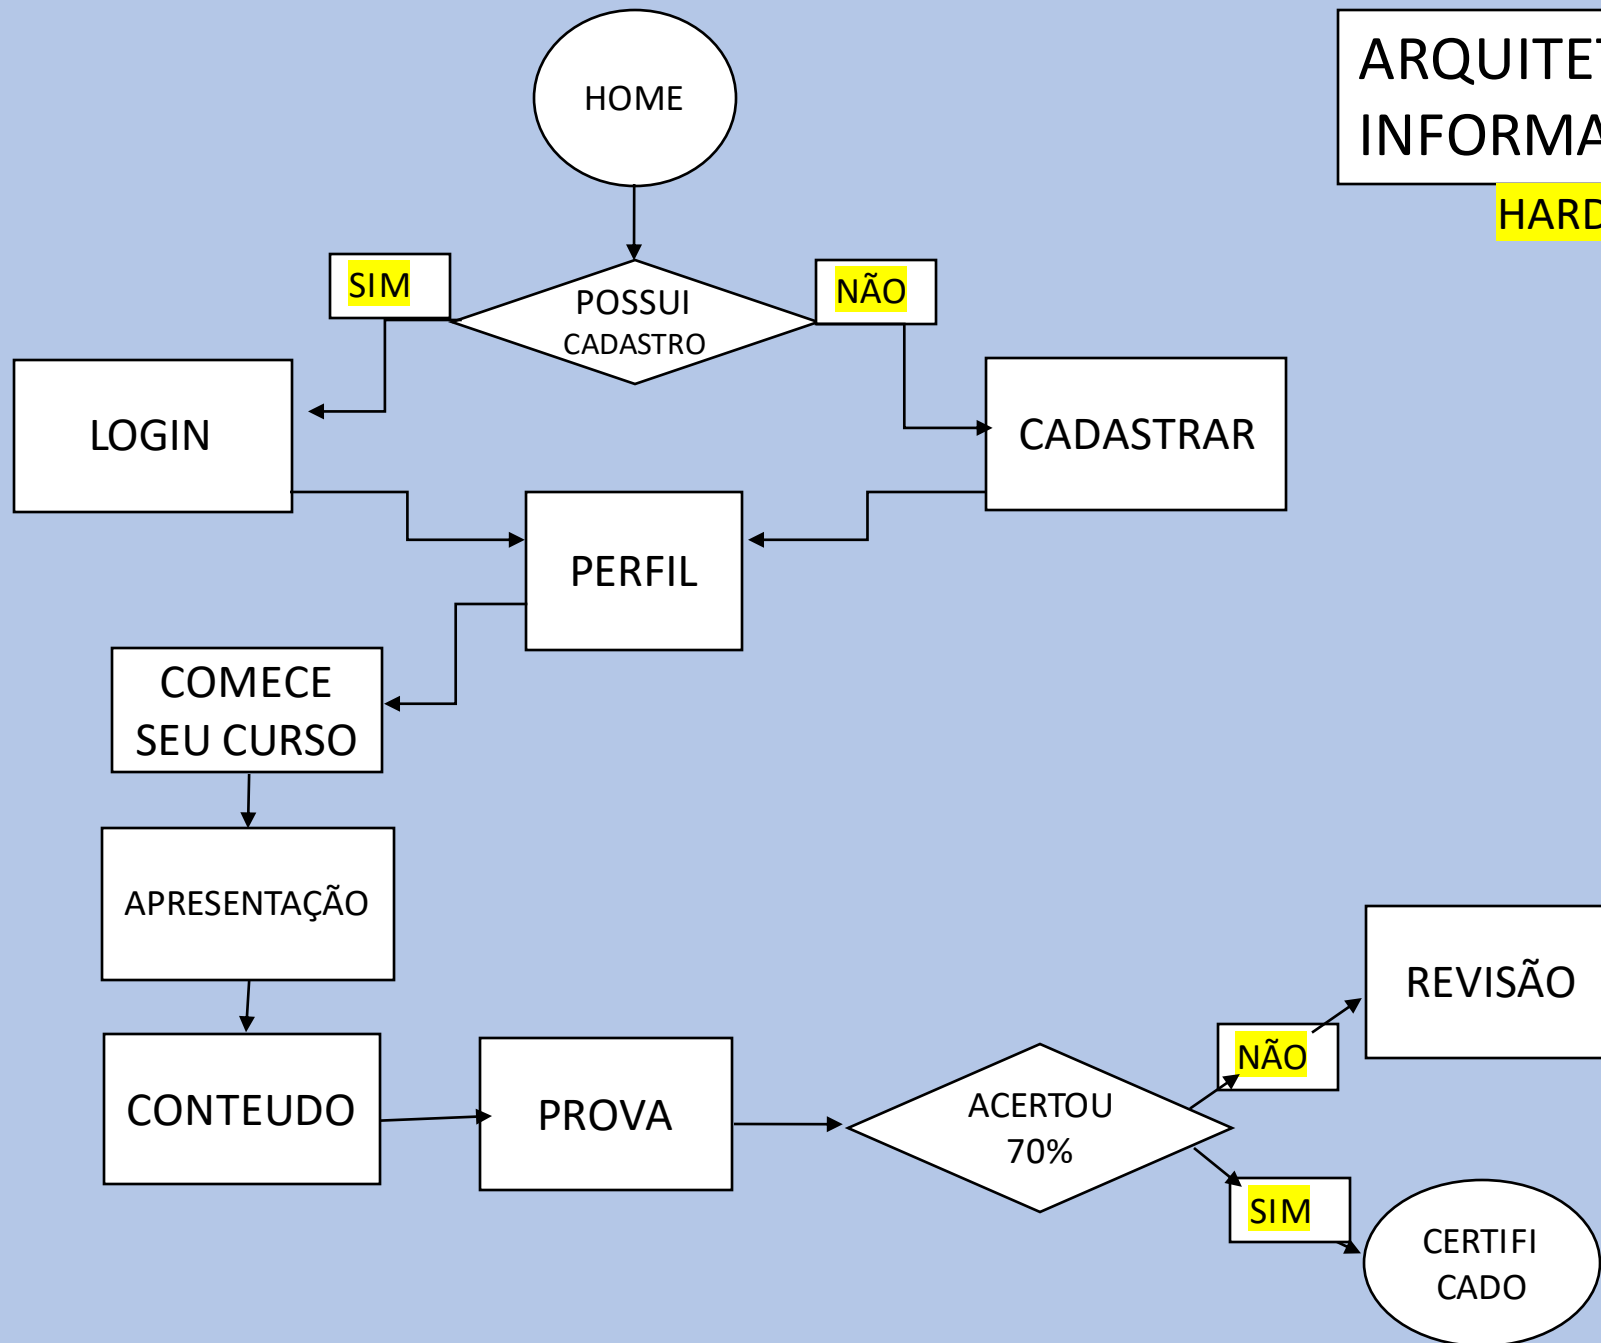 HOME
ARQUITET
INFORMA
HARD
SIM
POSSUI
CADASTRO
NÃO
LOGIN
CADASTRAR
PERFIL
COMECE
SEU CURSO
APRESENTAÇÃO
REVISÃO
CONTEUDO
PROVA
ACERTOU
70%
NÃO
SIM
CERTIFI
CADO